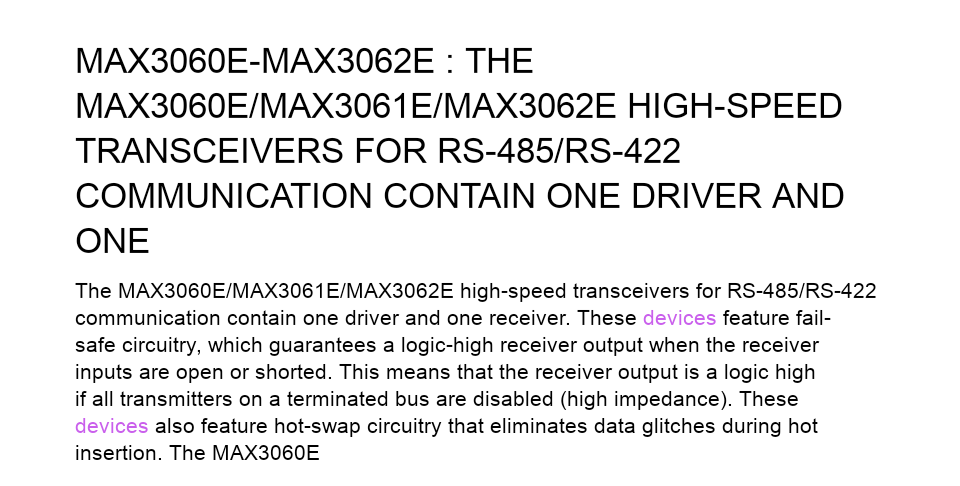 MAX3060E-MAX3062E : THE
MAX3060E/MAX3061E/MAX3062E HIGH-SPEED
TRANSCEIVERS FOR RS-485/RS-422
COMMUNICATION CONTAIN ONE DRIVER AND
ONE
The MAX3060E/MAX3061E/MAX3062E high-speed transceivers for RS-485/RS-422
communication contain one driver and one receiver. These devices feature fail-
safe circuitry, which guarantees a logic-high receiver output when the receiver
inputs are open or shorted. This means that the receiver output is a logic high
if all transmitters on a terminated bus are disabled (high impedance). These
devices also feature hot-swap circuitry that eliminates data glitches during hot
insertion. The MAX3060E